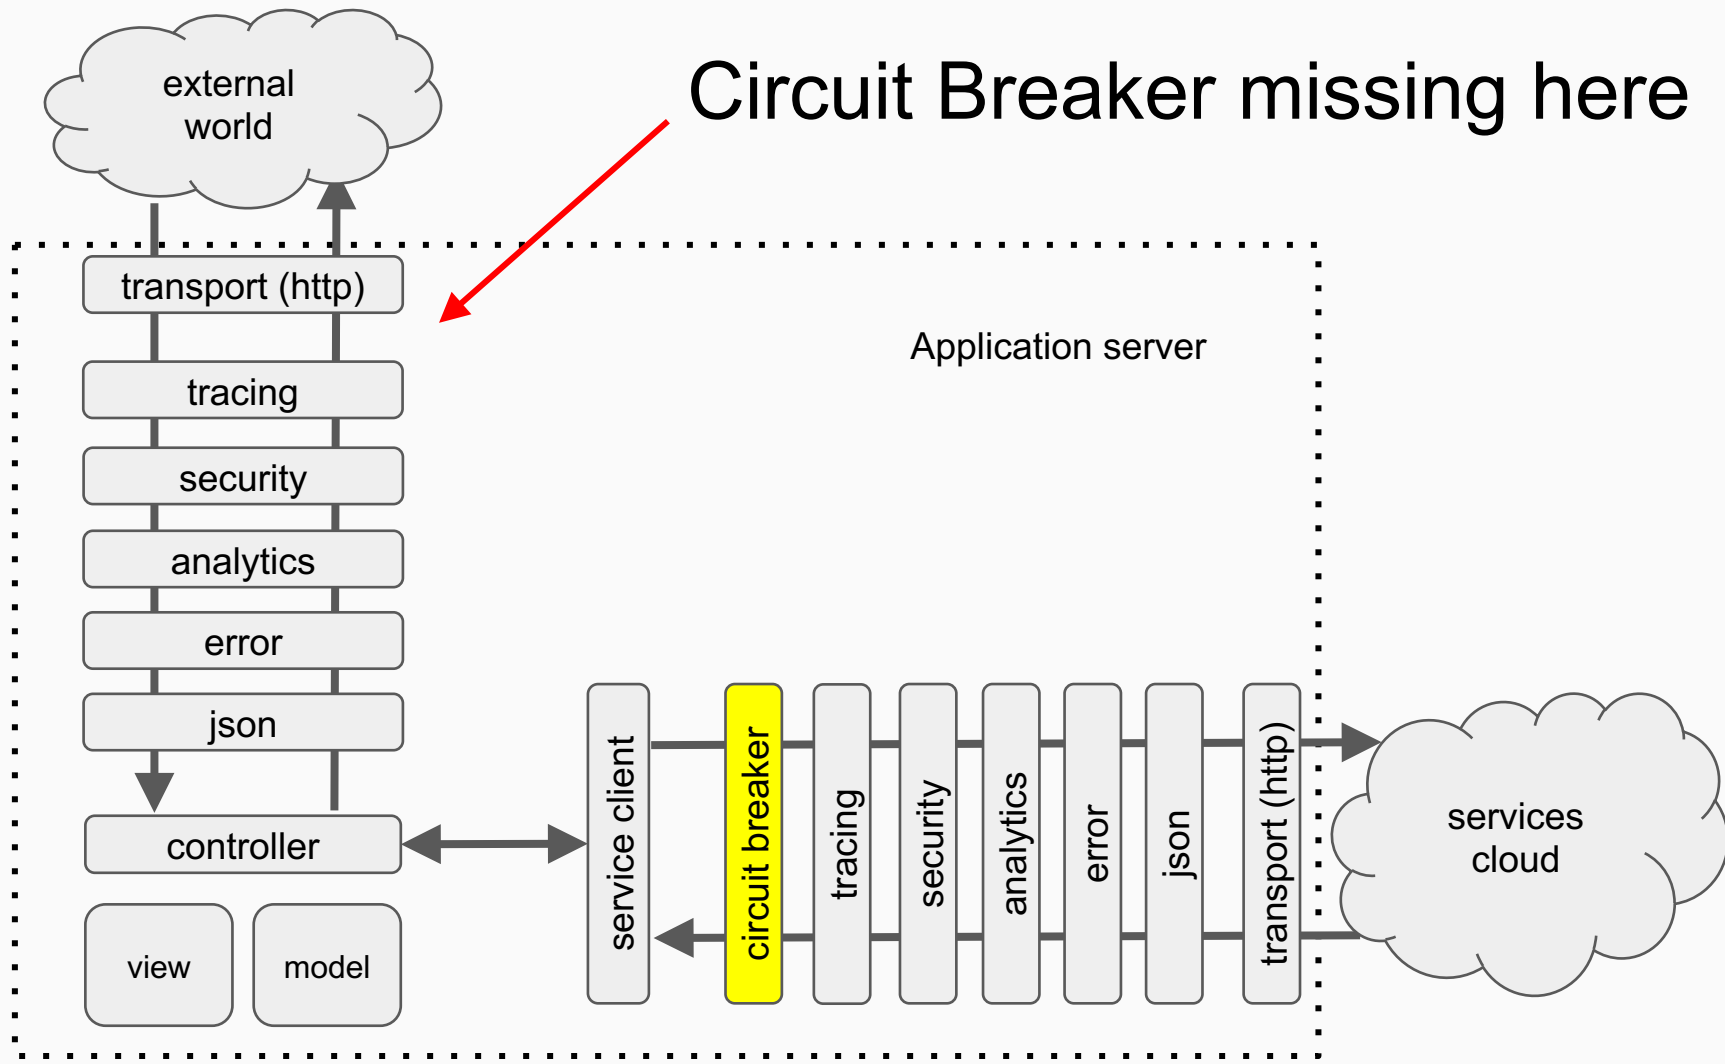 external
world
Circuit Breaker missing here
transport (http)
Application server
tracing
security
analytics
error
json
controller
view
model
service client
circuit breaker
tracing
security
analytics
error
json
transport (http)
services
cloud